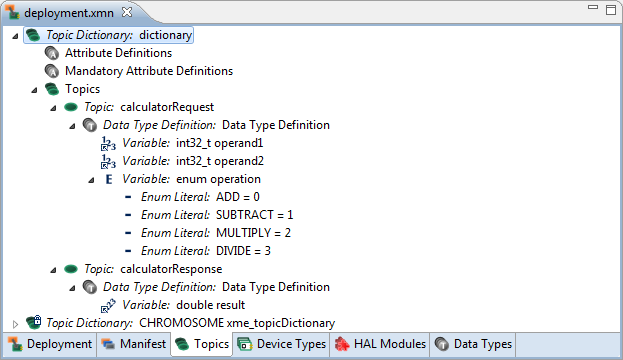 deployment.xmn
Topic Dictionary: dictionary
Attribute Definitions
Mandatory Attribute Definitions
Topics
Topic: calculatorRequest
Data Type Definition: Data Type Definition
Variable: int32_t operand1
Variable: int32_t operand2
E Variable: enum operation
Enum Literal: ADD = 0
Enum Literal: SUBTRACT = 1
Enum Literal: MULTIPLY = 2
Enum Literal: DIVIDE = 3
Topic: calculatorResponse
Data Type Definition: Data Type Definition
Variable: double result
Topic Dictionary: CHROMOSOME xme_topicDictionary
Deployment Manifest Topics Device Types HAL Modules Data Types